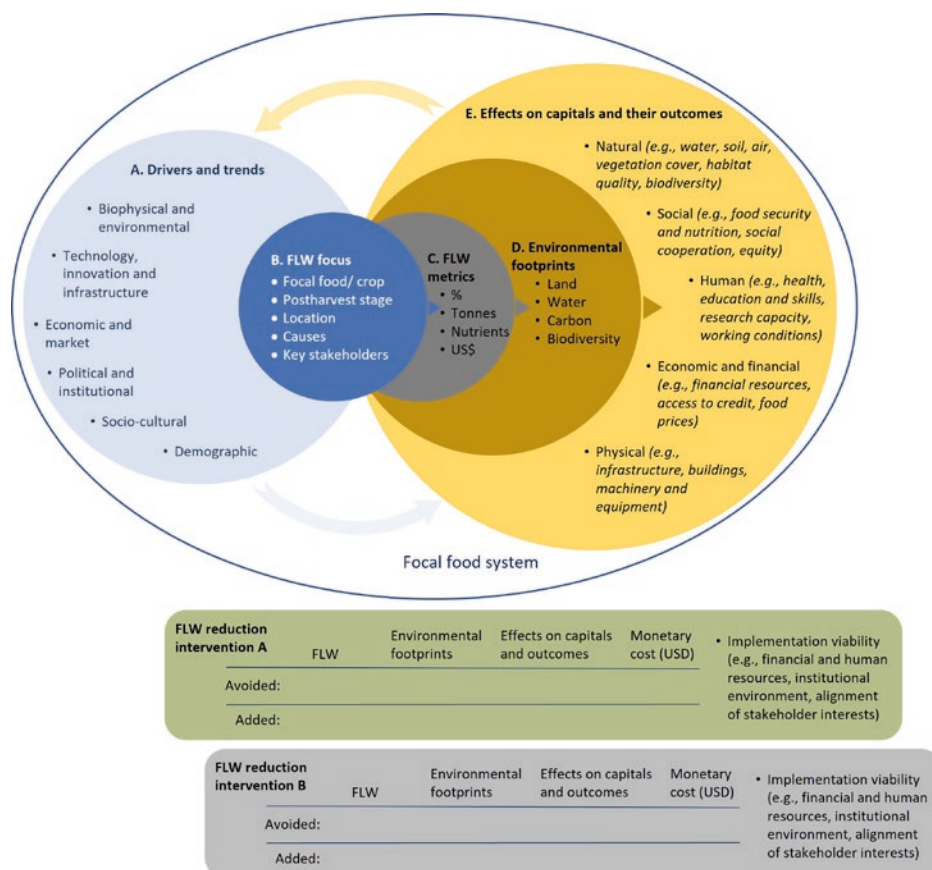 A. Drivers and trends
• Biophysical and
environmental
• Technology,
innovation and
infrastructure
• Economic and
market
• Political and
institutional
• Socio-cultural
• Demographic
B. FLW focus
• Focal food/ crop
• Postharvest stage
• Location
• Causes
• Key stakeholders
C. FLW
metrics
• %
• Tonnes
• Nutrients
• US$
D. Environmental
footprints
• Land
• Water
• Carbon
• Biodiversity
E. Effects on capitals and their outcomes
• Natural (e.g., water, soil, air,
vegetation cover, habitat
quality, biodiversity)
• Social (e.g., food security
and nutrition, social
cooperation, equity)
• Human (e.g., health,
education and skills,
research capacity,
working conditions)
• Economic and financial
(e.g., financial resources,
access to credit, food
prices)
• Physical (e.g.,
infrastructure, buildings,
machinery and
equipment)
Focal food system
FLW reduction
intervention A
FLW
Environmental
footprints
Effects on capitals
and outcomes
Monetary
cost (USD)
Avoided:
Added:
• Implementation viability
(e.g., financial and human
resources, institutional
environment, alignment
of stakeholder interests)
FLW reduction
intervention B
FLW
Environmental
footprints
Effects on capitals
and outcomes
Monetary
cost (USD)
Avoided:
Added:
• Implementation viability
(e.g., financial and human
resources, institutional
environment, alignment
of stakeholder interests)